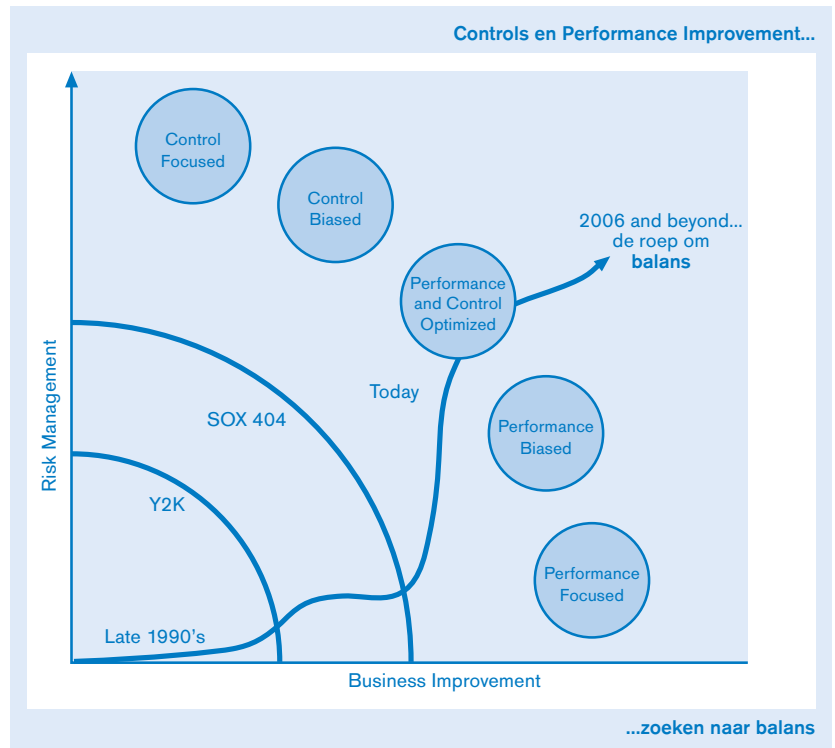 Controls en Performance Improvement...
Control
Focused
Control
Biased
2006 and beyond...
de roep om
balans
Performance
and Control
Optimized
Today
Performance
Biased
SOX 404
Risk Management
Y2K
Performance
Focused
Late 1990's
Business Improvement
...zoeken naar balans